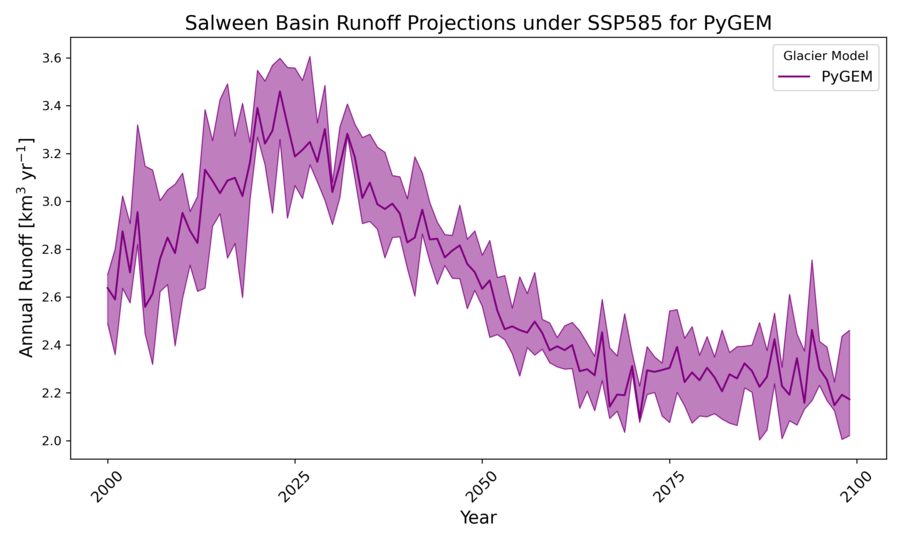 Salween Basin Runoff Projections under SSP585 for PyGEM
Glacier Model
PyGEM
Annual Runoff [km³ yr⁻¹]
3.6
3.4
3.2
3.0
2.8
2.6
2.4
2.2
2.0
2000
2025
2050
2075
2100
Year